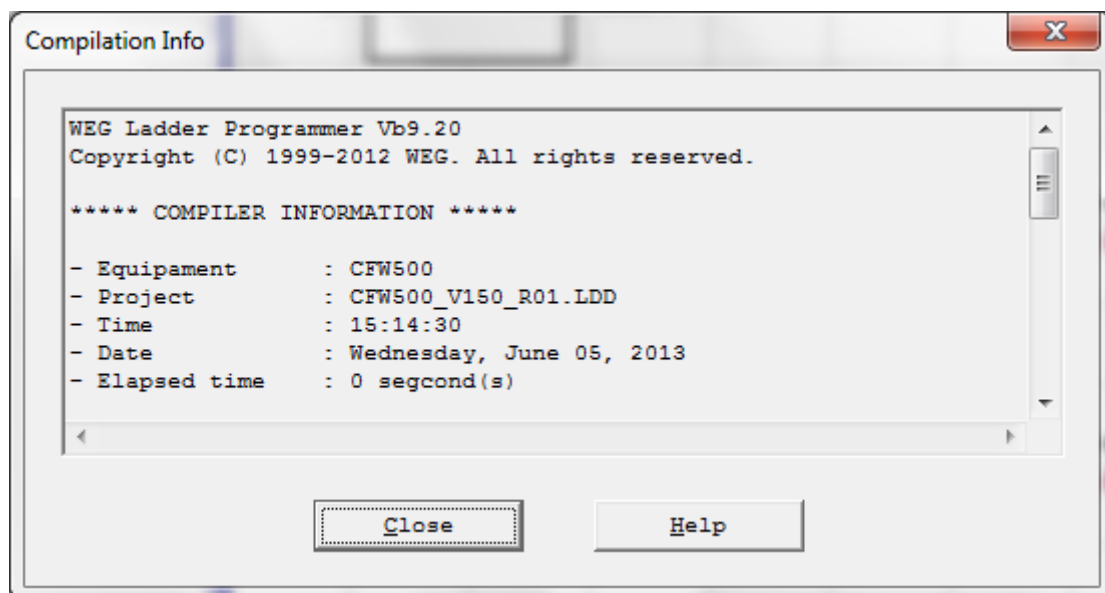 Compilation Info
WEG Ladder Programmer Vb9.20
Copyright (C) 1999-2012 WEG. All rights reserved.
***** COMPILER INFORMATION *****
- Equipament : CFW500
- Project : CFW500_V150_R01.LDD
- Time : 15:14:30
- Date : Wednesday, June 05, 2013
- Elapsed time : 0 segcond(s)
Close Help